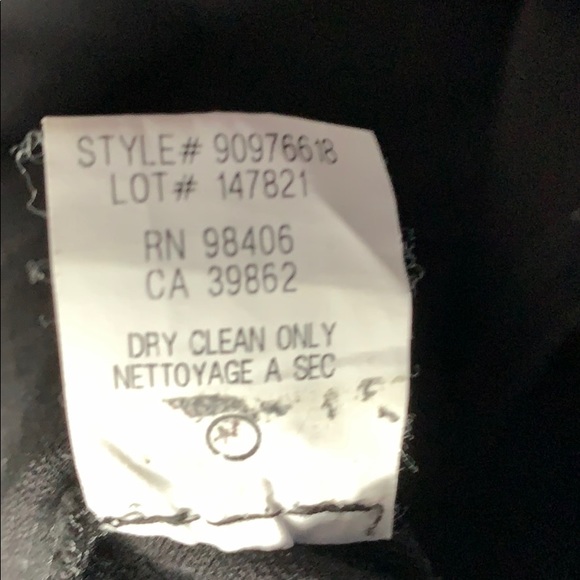 STYLE# 90976618
LOT# 147821
RN 98406
CA 39862
DRY CLEAN ONLY
NETTOYAGE A SEC